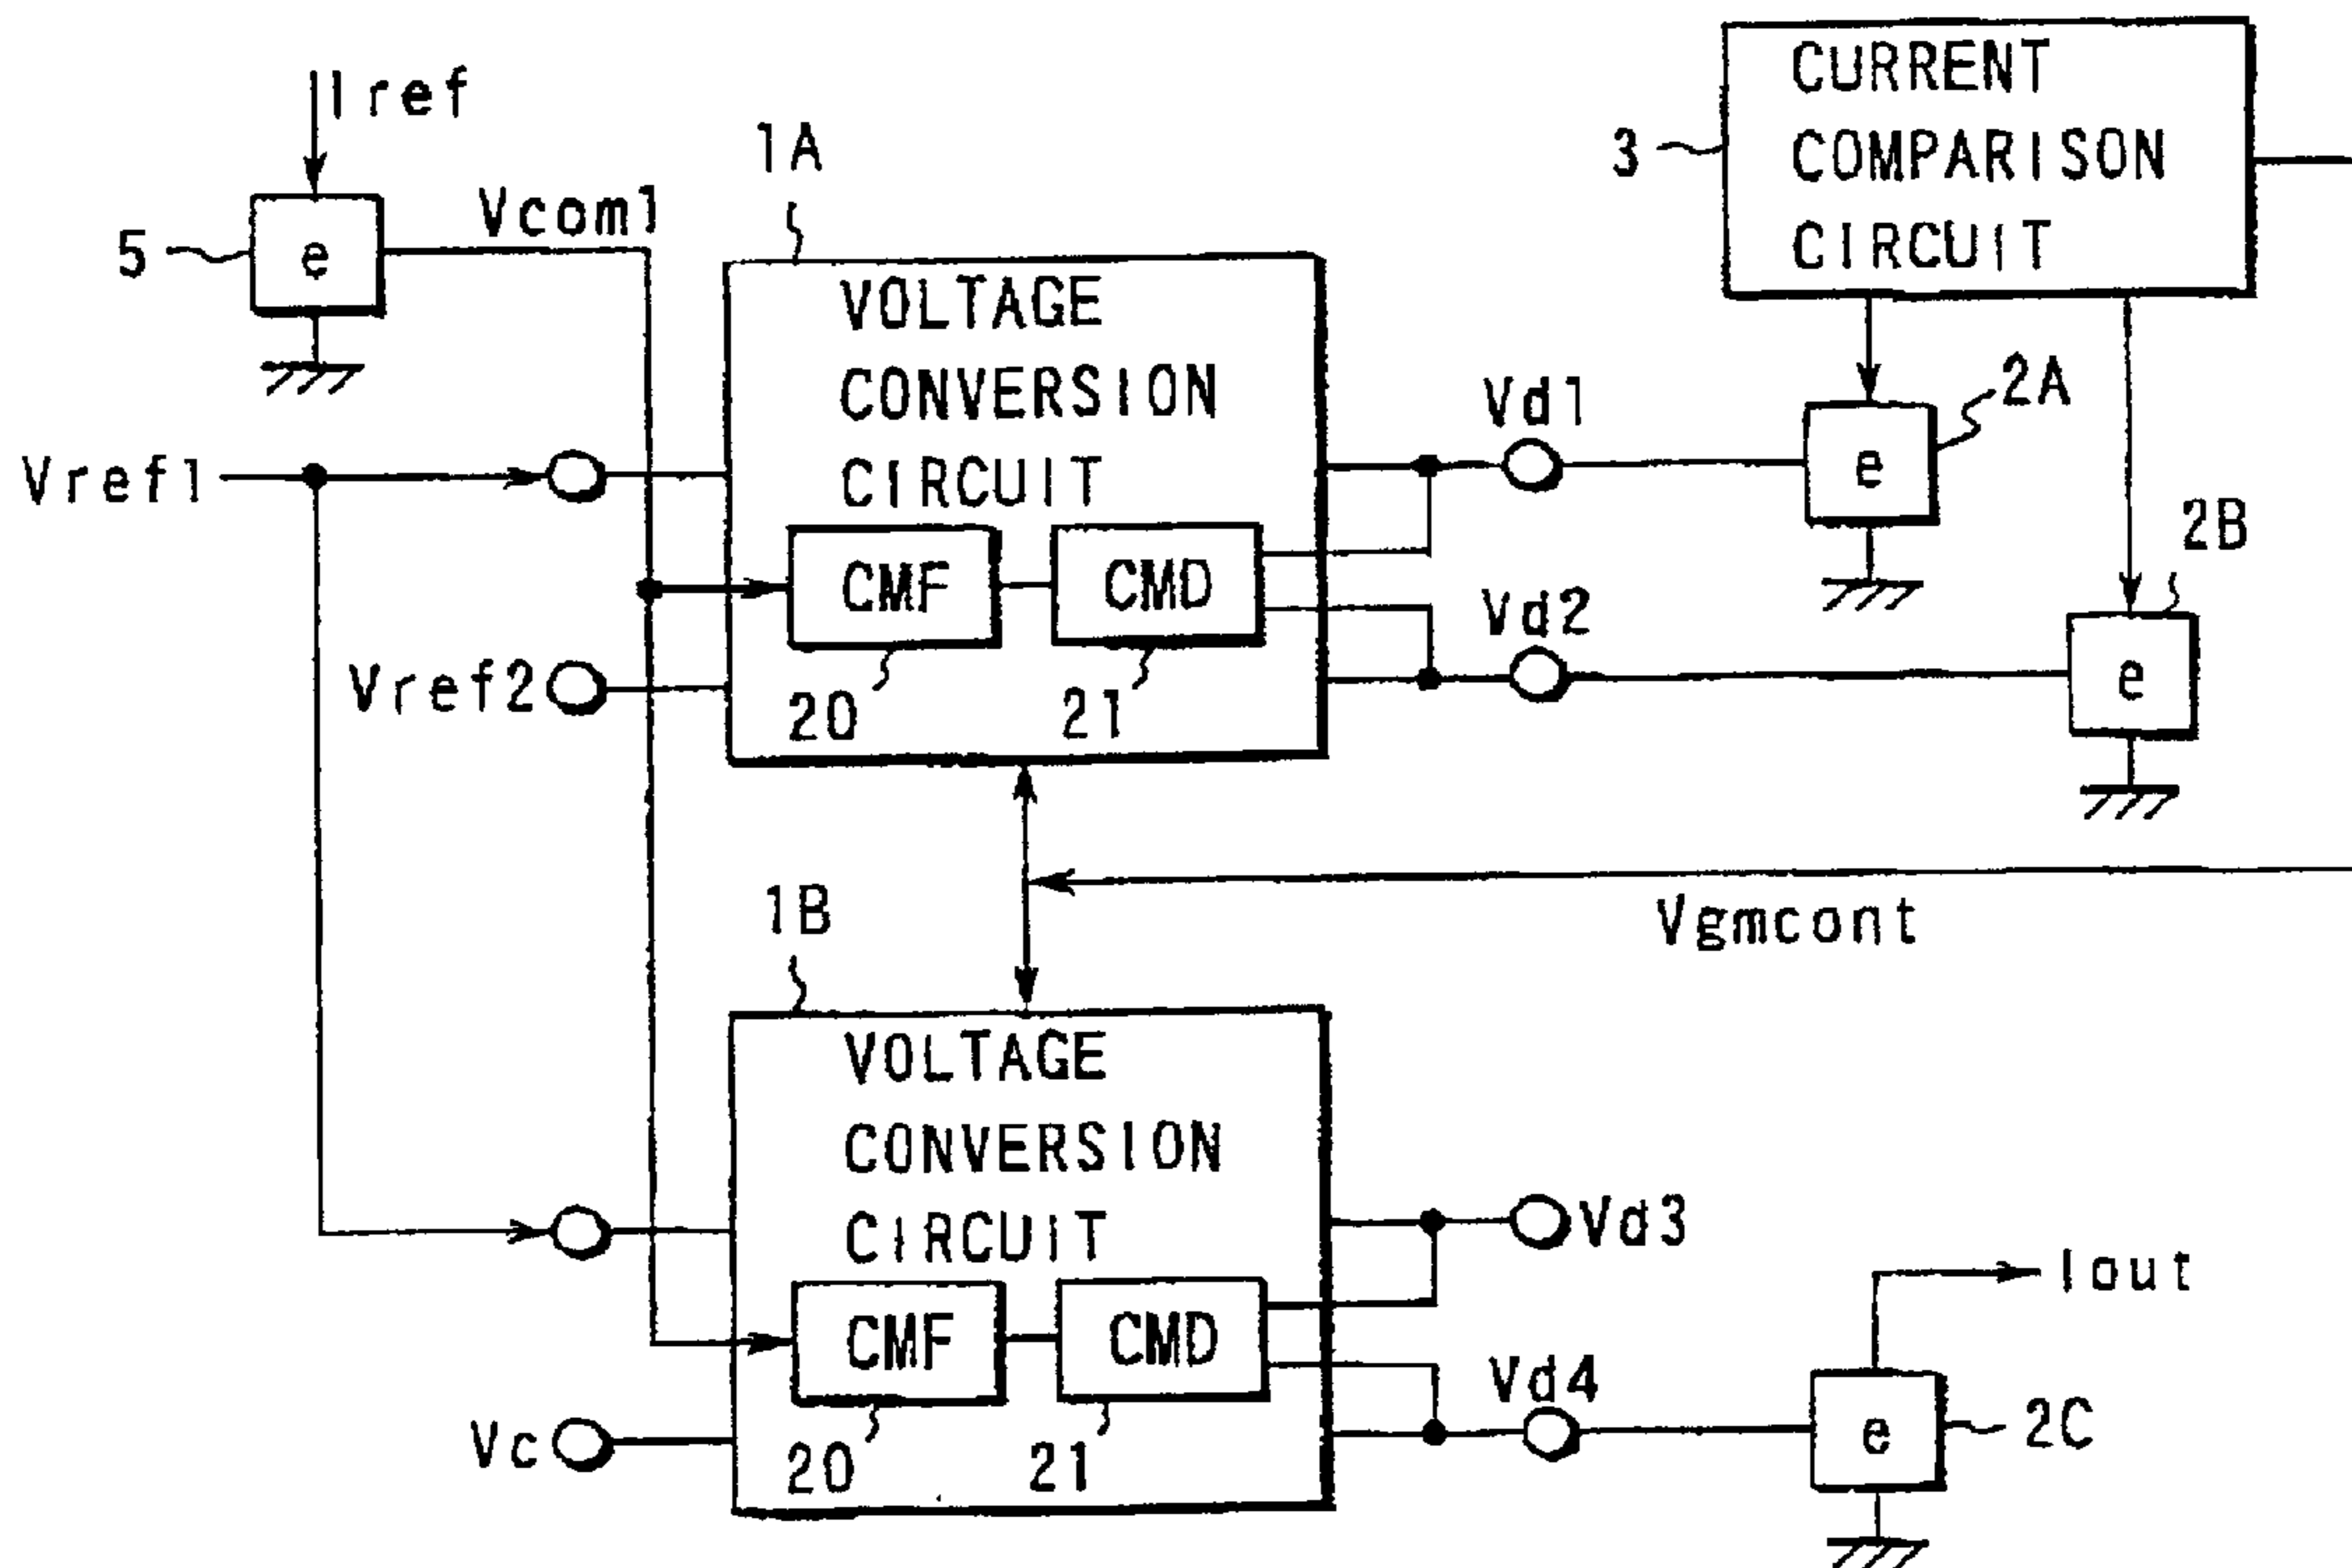 Iref
5
e
Vcom1
1A
3
CURRENT
COMPARISON
CIRCUIT
VOLTAGE
CONVERSION
CIRCUIT
Vref1
CMF
CMD
20
21
Vref2
Vd1
e
2A
2B
Vd2
e
Vgmcont
1B
VOLTAGE
CONVERSION
CIRCUIT
CMF
CMD
20
21
Vc
Vd3
Iout
Vd4
e
2C